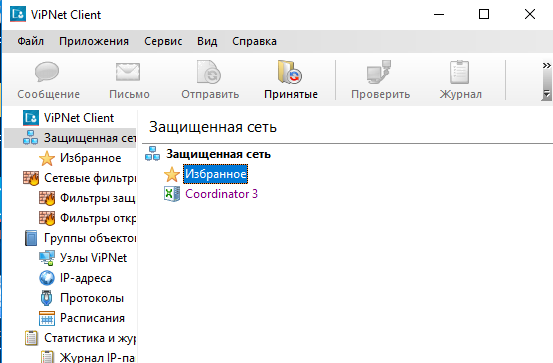 ViPNet Client
Файл Приложения Сервис Вид Справка
Сообщение Письмо Отправить Принятые Проверить Журнал
ViPNet Client
Защищенная сет
Избранное
Сетевые фильтр
Фильтры защ
Фильтры откр
Группы объекто
Узлы ViPNet
IP-адреса
Протоколы
Расписания
Статистика и жур
Журнал IP-па
Защищенная сеть
Защищенная сеть
Избранное
Coordinator 3